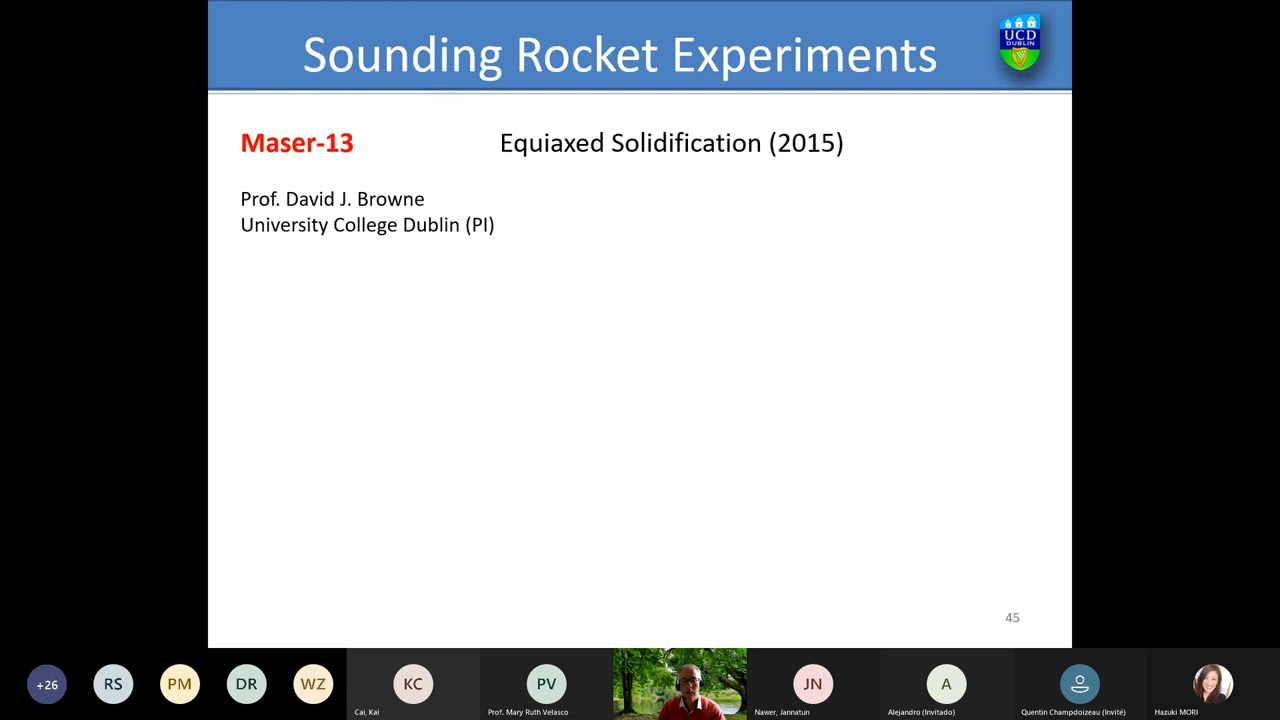 Sounding Rocket Experiments
UCD
DUBLIN
Maser-13
Equiaxed Solidification (2015)
Prof. David J. Browne
University College Dublin (PI)
45
+26
RS
PM
DR
WZ
KC
PV
JN
A
Cai, Kai
Prof. Mary Ruth Velasco
Nawer, Jannatun
Alejandro (Invitado)
Quentin Champdoizeau (Invité)
Hazuki MORI